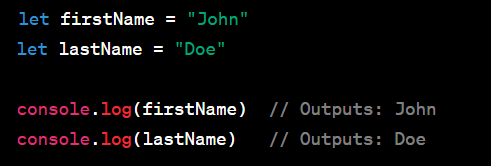 let firstName = "John"
let lastName = "Doe"
console.log(firstName)  // Outputs: John
console.log(lastName)   // Outputs: Doe